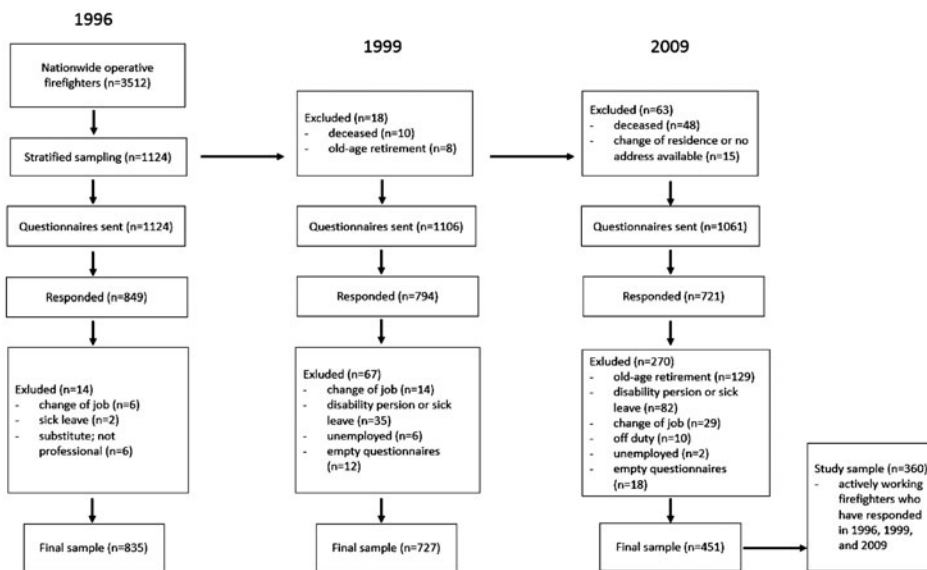 1996
Nationwide operative
firefighters (n=3512)
Stratified sampling (n=1124)
Questionnaires sent (n=1124)
Responded (n=849)
Exluded (n=14)
- change of job (n=6)
- sick leave (n=2)
- substitute; not
professional (n=6)
Final sample (n=835)
1999
Excluded (n=18)
- deceased (n=10)
- old-age retirement (n=8)
Questionnaires sent (n=1106)
Responded (n=794)
Exluded (n=67)
- change of job (n=14)
- disability persion or sick
leave (n=35)
- unemployed (n=6)
- empty questionnaires
(n=12)
Final sample (n=727)
2009
Excluded (n=63)
- deceased (n=48)
- change of residence or no
address available (n=15)
Questionnaires sent (n=1061)
Responded (n=721)
Exluded (n=270)
- old-age retirement (n=129)
- disability persion or sick
leave (n=82)
- change of job (n=29)
- off duty (n=10)
- unemployed (n=2)
- empty questionnaires
(n=18)
Final sample (n=451)
Study sample (n=360)
- actively working
firefighters who
have responded
in 1996, 1999,
and 2009